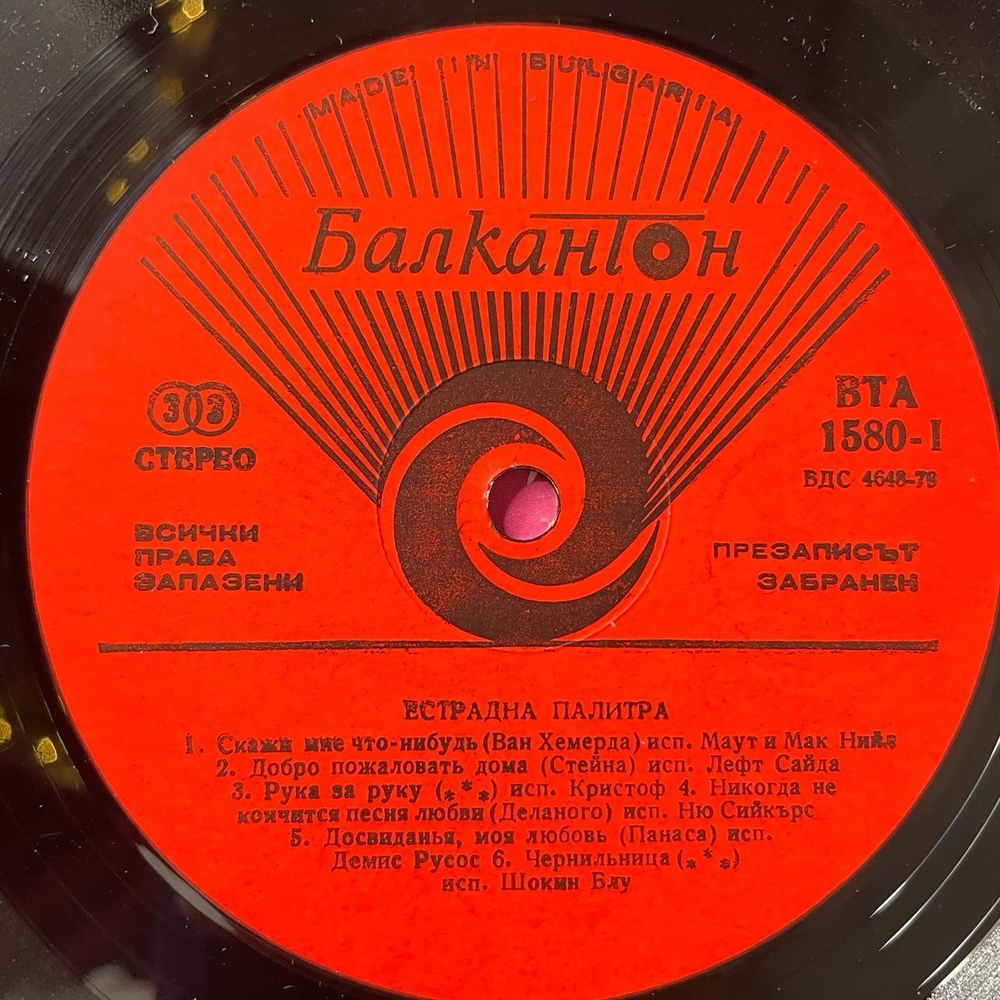 MADE IN BULGARIA
Балкантон
33
СТЕРЕО
ВТА
1580-I
БДС 4648-79
ВСИЧКИ
ПРАВА
ЗАПАЗЕНИ
ПРЕЗАПИСЪТ
ЗАБРАНЕН
ЕСТРАДНА ПАЛИТРА
1. Скажи мне что-нибудь (Ван Хемерда) исп. Маут и Мак Нийл
2. Добро пожаловать дома (Стейна) исп. Лефт Сайда
3. Рука за руку (***) исп. Кристоф 4. Никогда не
кончится песня любви (Деланого) исп. Ню Сийкърс
5. Досвиданья, моя любовь (Панаса) исп.
Демис Русос 6. Чернильница (***)
исп. Шокин Блу